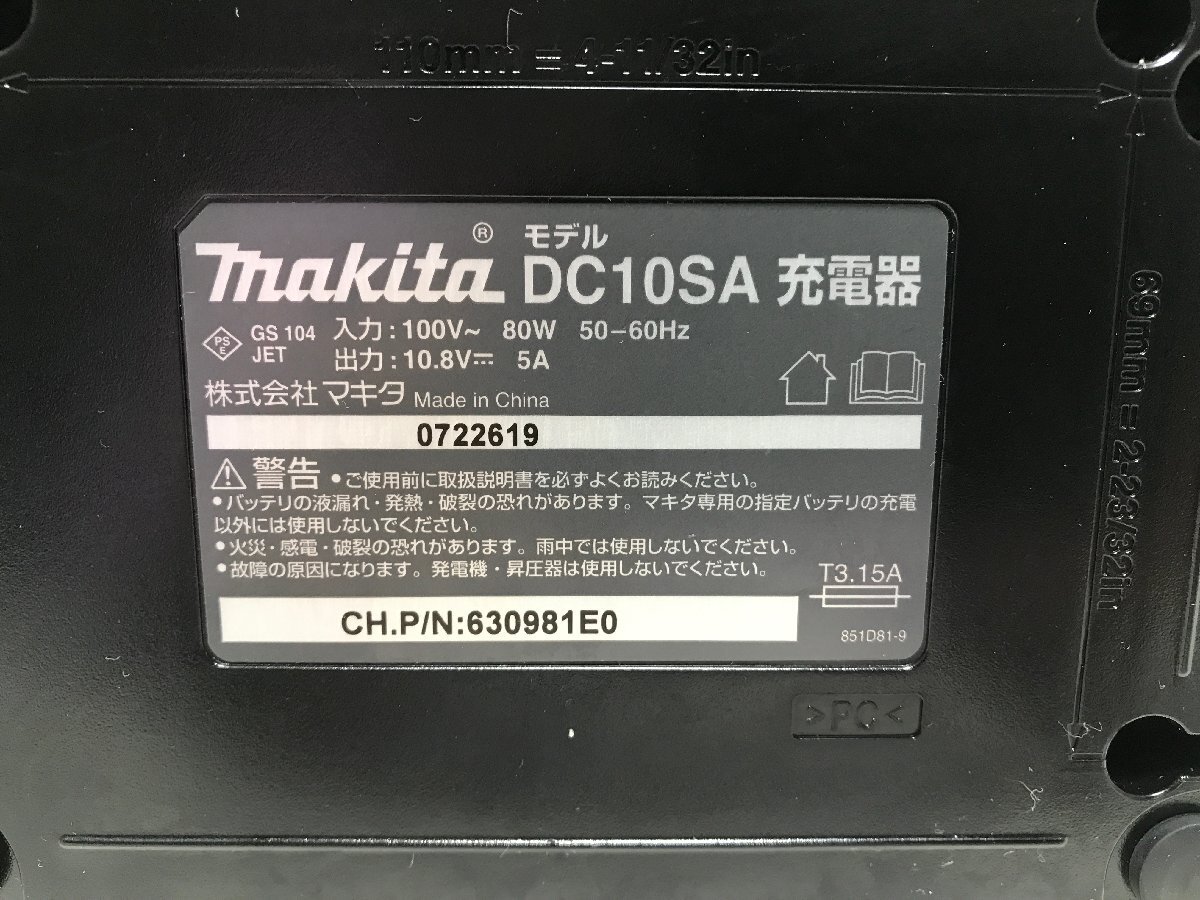 110mm = 4-11/32in
makita® モデル DC10SA 充電器
PS E GS 104 JET
入力 : 100V~ 80W 50-60Hz
出力 : 10.8V⎓ 5A
株式会社 マキタ Made in China
0722619
⚠ 警告 ●ご使用前に取扱説明書を必ずよくお読みください。
●バッテリの液漏れ・発熱・破裂の恐れがあります。マキタ専用の指定バッテリの充電
以外には使用しないでください。
●火災・感電・破裂の恐れがあります。雨中では使用しないでください。
●故障の原因になります。発電機・昇圧器は使用しないでください。
T3.15A
CH.P/N:630981E0
851D81-9
>PC<
69mm = 2-23/32in